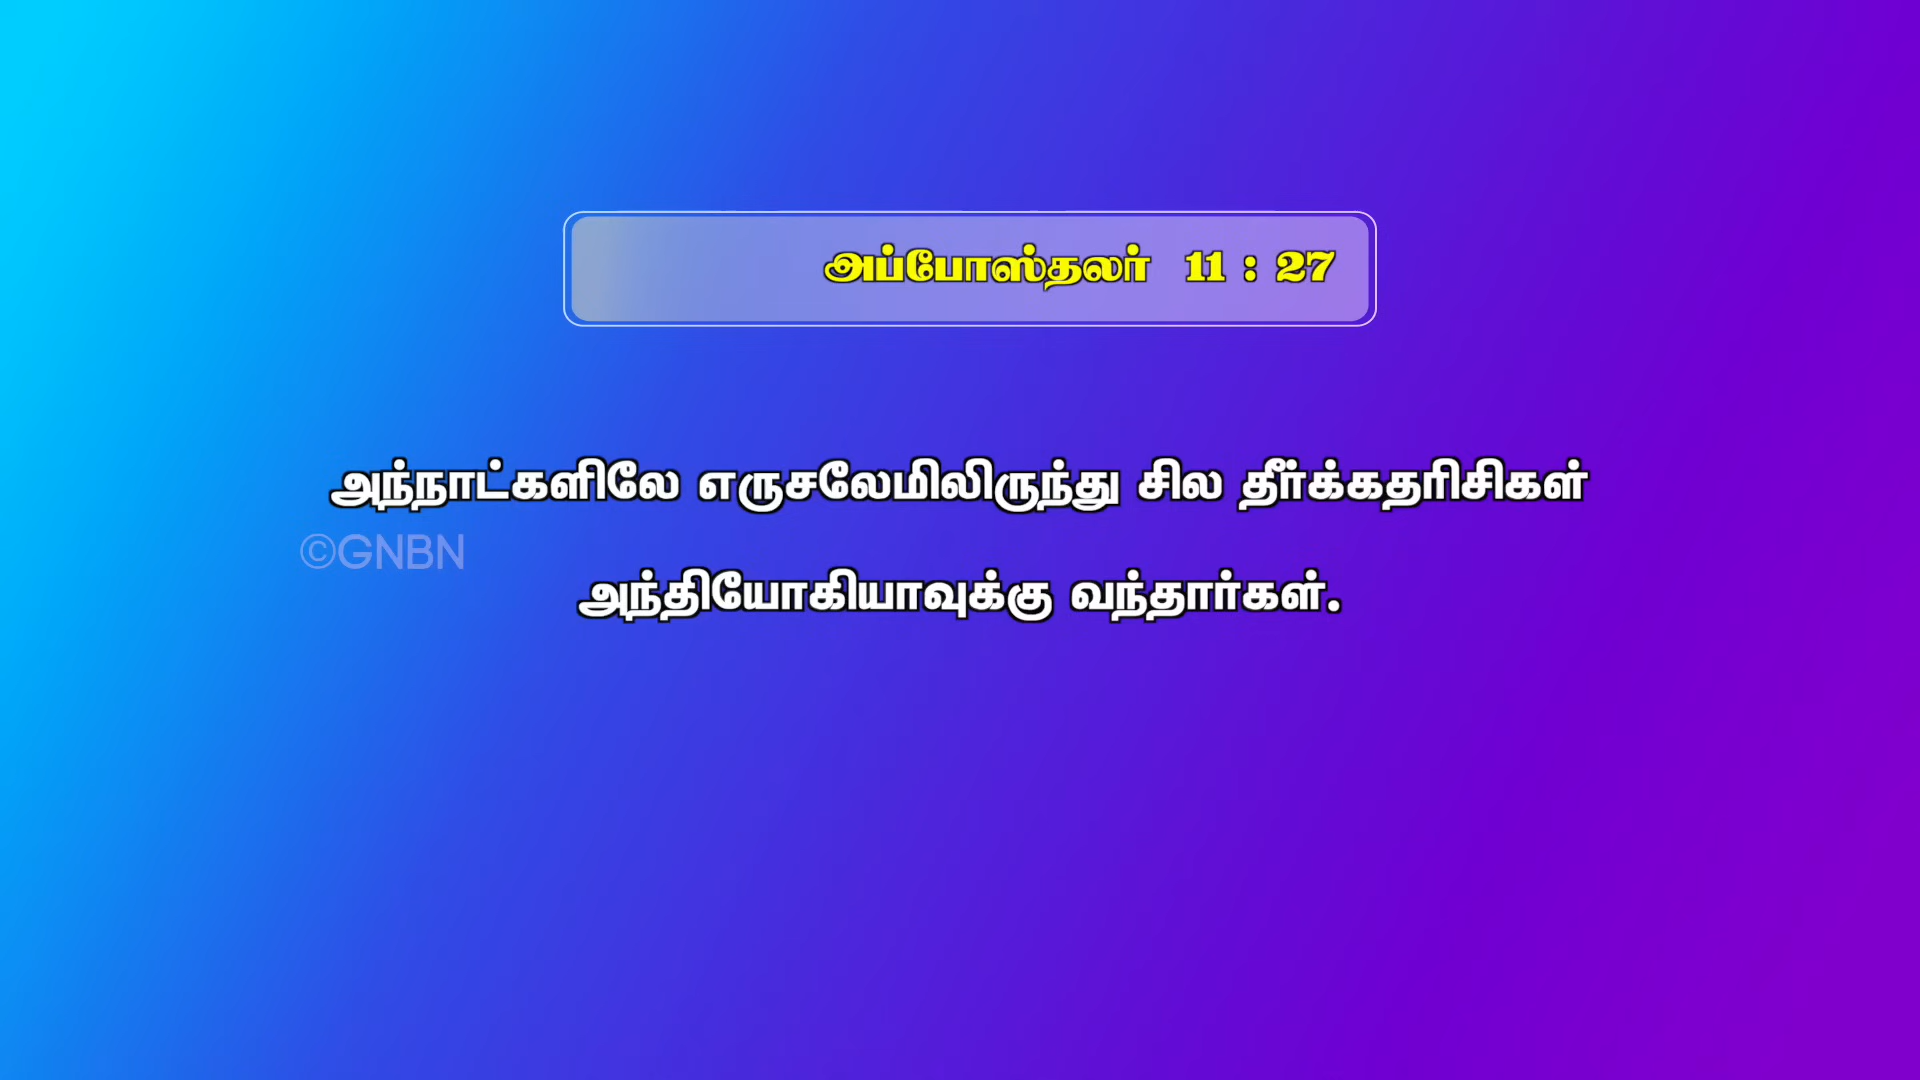 அப்போஸ்தலர் 11 : 27
அந்நாட்களிலே எருசலேமிலிருந்து சில தீர்க்கதரிசிகள்
©GNBN
அந்தியோகியாவுக்கு வந்தார்கள்.